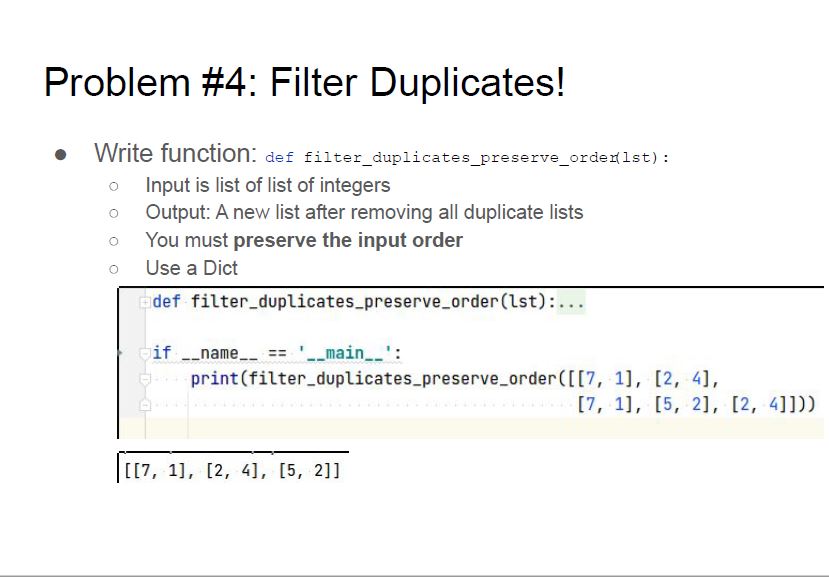 Problem #4: Filter Duplicates!
● Write function: def filter_duplicates_preserve_order(lst):
○ Input is list of list of integers
○ Output: A new list after removing all duplicate lists
○ You must preserve the input order
○ Use a Dict
def filter_duplicates_preserve_order(lst):...
if __name__ == '__main__':
print(filter_duplicates_preserve_order([[7, 1], [2, 4],
[7, 1], [5, 2], [2, 4]]))
[[7, 1], [2, 4], [5, 2]]